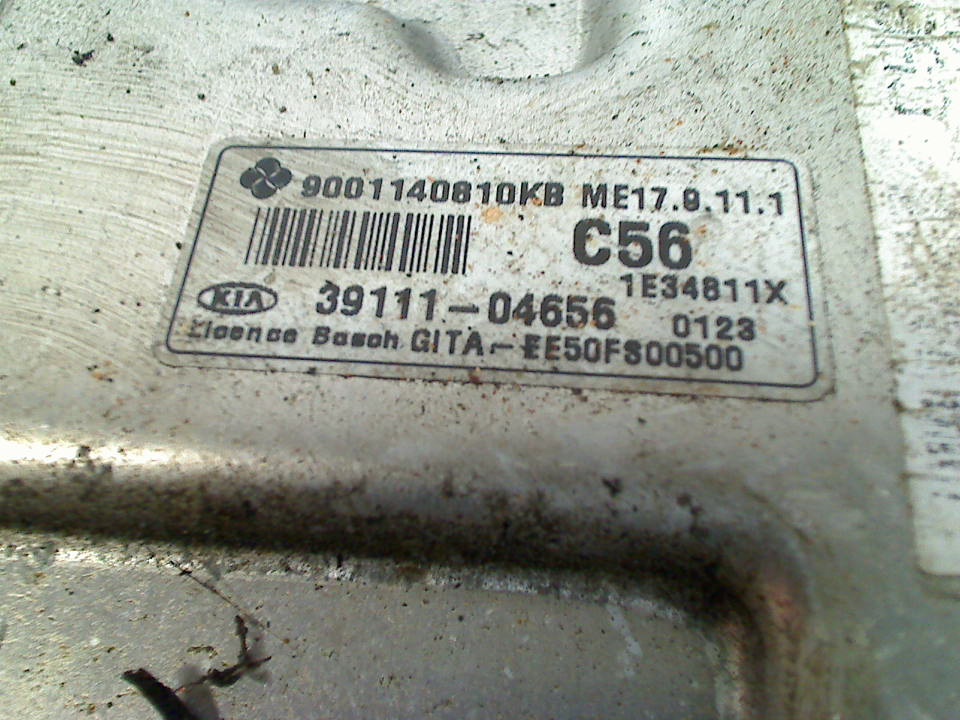 9001140810KB ME17.9.11.1
C56
1E34811X
KIA 39111-04656 0123
Licence Bosch GITA.-EE50FS00500